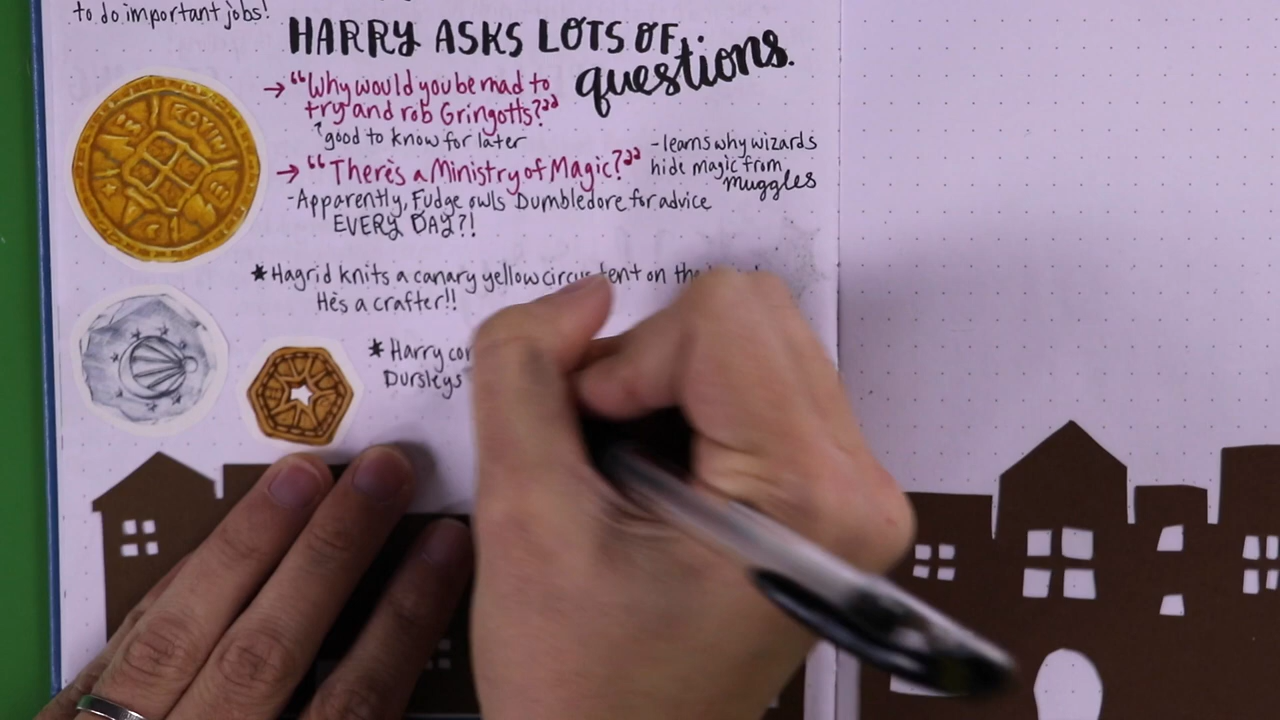 to do important jobs!
HARRY ASKS LOTS OF
questions.
→ "Why would you be mad to
try and rob Gringotts?"
good to know for later
→ "There's a Ministry of Magic?"
- learns why wizards
hide magic from
muggles
- Apparently, Fudge owls Dumbledore for advice
EVERY DAY?!
* Hagrid knits a canary yellow circus tent on the
He's a crafter!!
* Harry
Dursleys